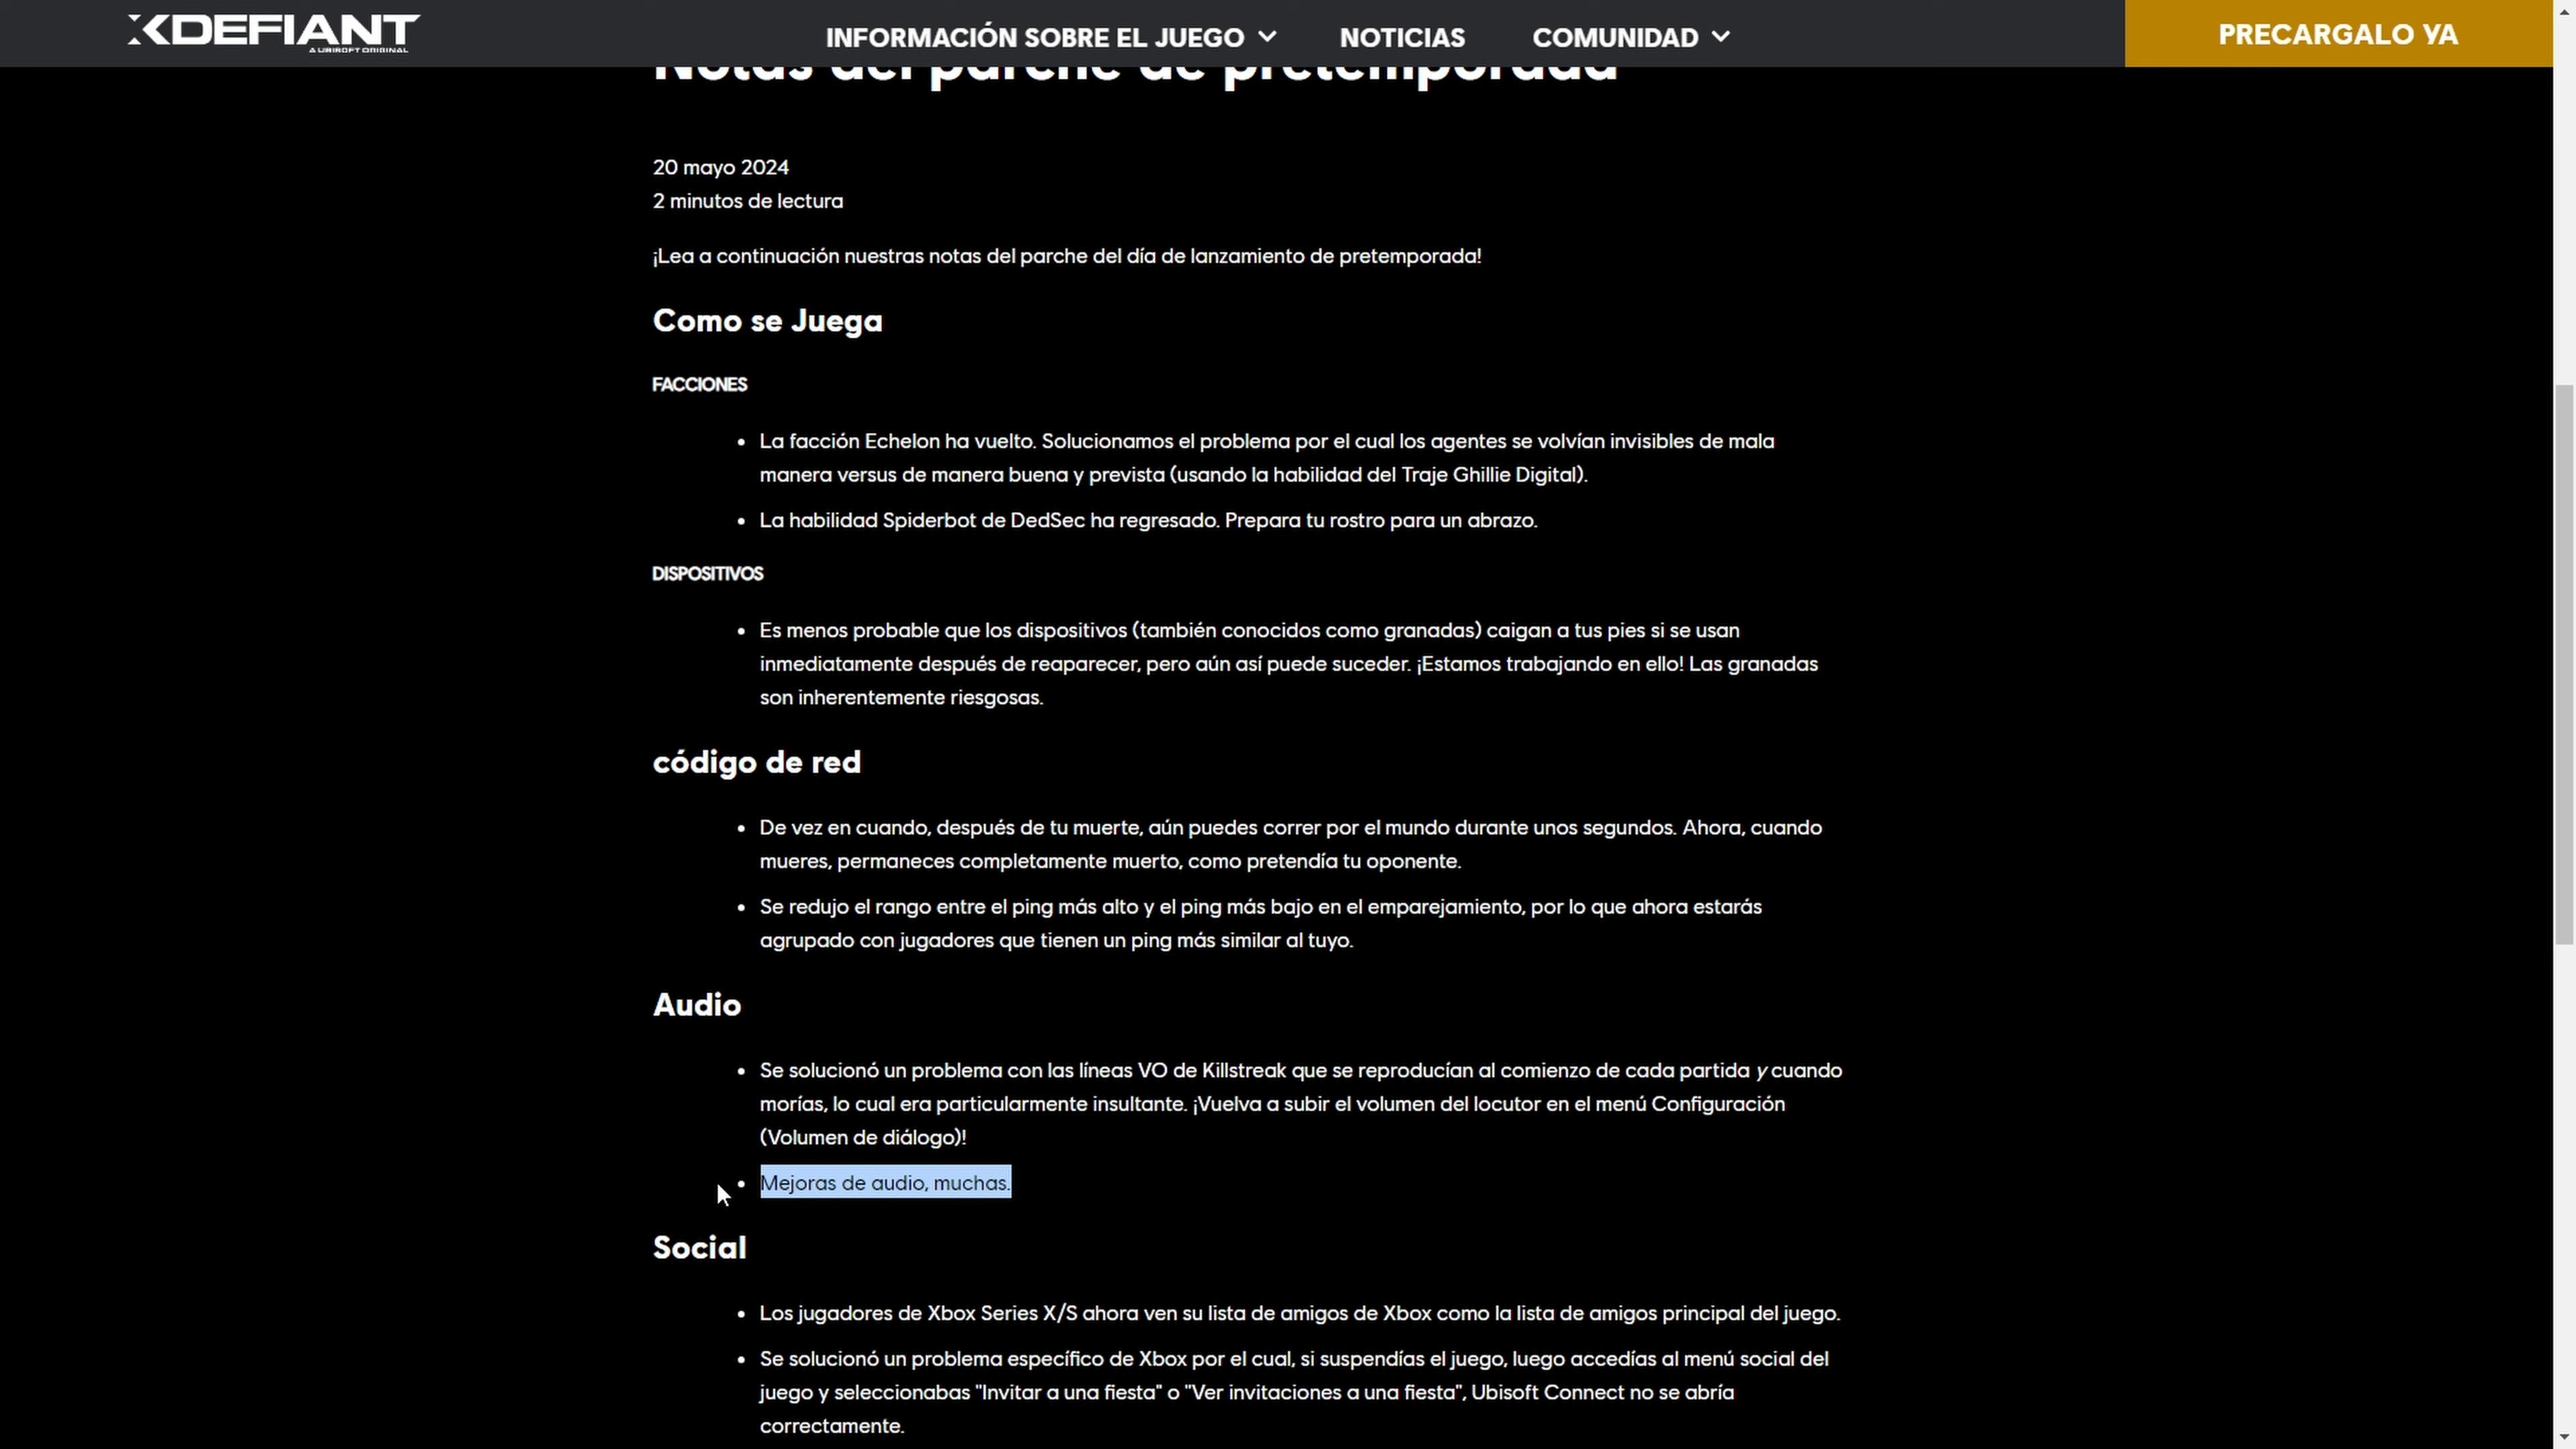 XDEFIANT
A UBISOFT ORIGINAL
INFORMACIÓN SOBRE EL JUEGO
NOTICIAS
COMUNIDAD
PRECARGALO YA
Notas del parche de pretemporada
20 mayo 2024
2 minutos de lectura
¡Lea a continuación nuestras notas del parche del día de lanzamiento de pretemporada!
Como se Juega
FACCIONES
• La facción Echelon ha vuelto. Solucionamos el problema por el cual los agentes se volvían invisibles de mala
manera versus de manera buena y prevista (usando la habilidad del Traje Ghillie Digital).
• La habilidad Spiderbot de DedSec ha regresado. Prepara tu rostro para un abrazo.
DISPOSITIVOS
• Es menos probable que los dispositivos (también conocidos como granadas) caigan a tus pies si se usan
inmediatamente después de reaparecer, pero aún así puede suceder. ¡Estamos trabajando en ello! Las granadas
son inherentemente riesgosas.
código de red
• De vez en cuando, después de tu muerte, aún puedes correr por el mundo durante unos segundos. Ahora, cuando
mueres, permaneces completamente muerto, como pretendía tu oponente.
• Se redujo el rango entre el ping más alto y el ping más bajo en el emparejamiento, por lo que ahora estarás
agrupado con jugadores que tienen un ping más similar al tuyo.
Audio
• Se solucionó un problema con las líneas VO de Killstreak que se reproducían al comienzo de cada partida y cuando
morías, lo cual era particularmente insultante. ¡Vuelva a subir el volumen del locutor en el menú Configuración
(Volumen de diálogo)!
• Mejoras de audio, muchas.
Social
• Los jugadores de Xbox Series X/S ahora ven su lista de amigos de Xbox como la lista de amigos principal del juego.
• Se solucionó un problema específico de Xbox por el cual, si suspendías el juego, luego accedías al menú social del
juego y seleccionabas "Invitar a una fiesta" o "Ver invitaciones a una fiesta", Ubisoft Connect no se abría
correctamente.